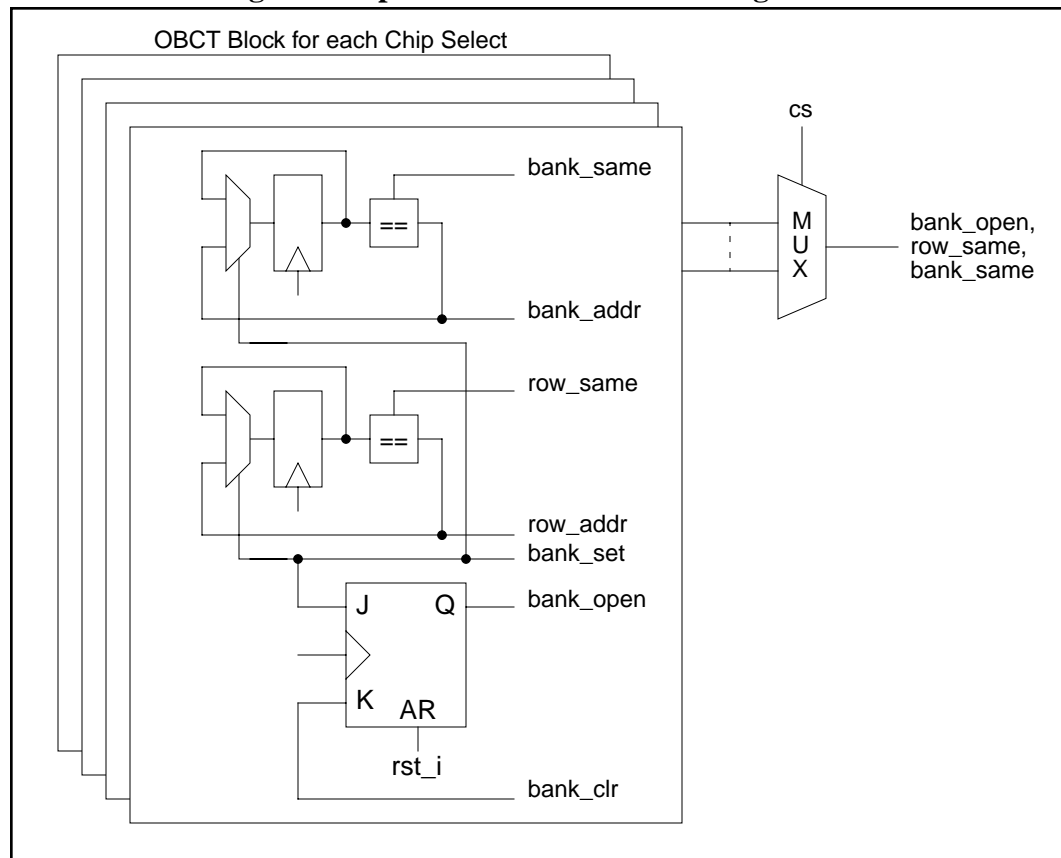 OBCT Block for each Chip Select
cs
bank_same
==
M
U
X
bank_open,
row_same,
bank_same
bank_addr
row_same
==
row_addr
bank_set
J
Q
bank_open
K
AR
rst_i
bank_clr